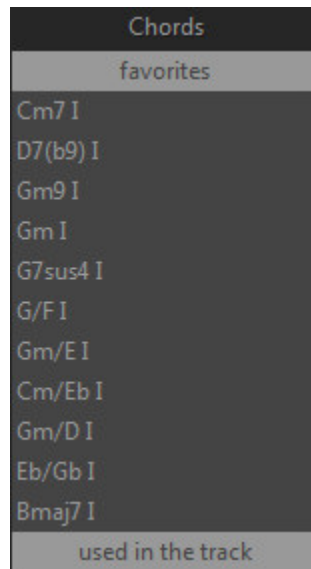 Chords
favorites
Cm7 I
D7(b9) I
Gm9 I
Gm I
G7sus4 I
G/F I
Gm/E I
Cm/Eb I
Gm/D I
Eb/Gb I
Bmaj7 I
used in the track